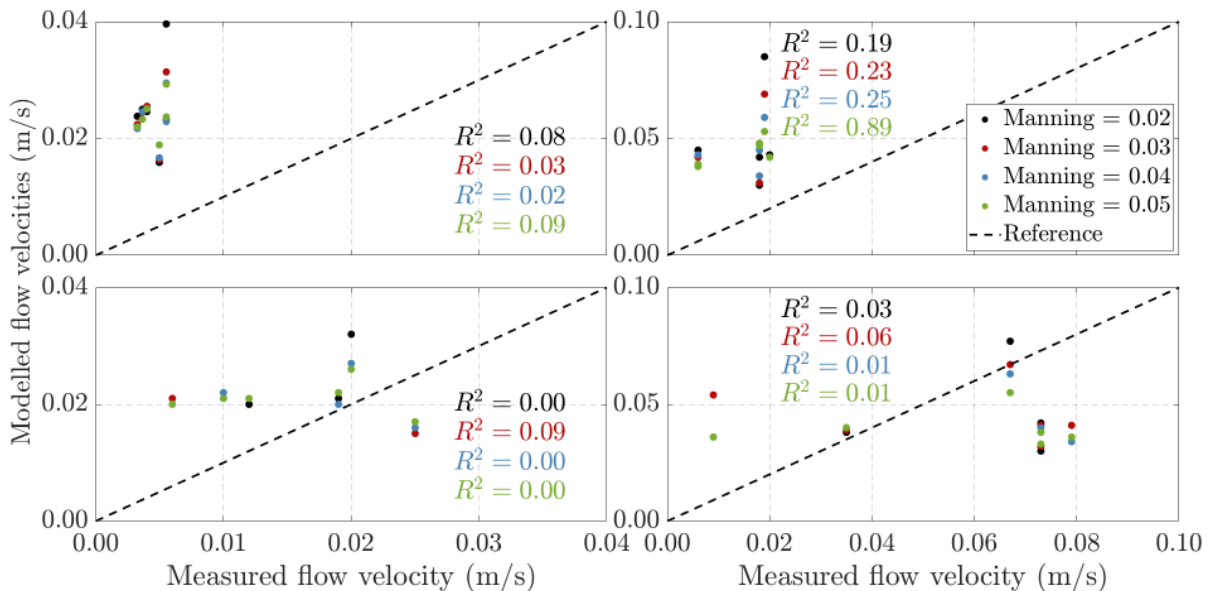 Modelled flow velocities (m/s)
0.04
0.02
0.00
R² = 0.08
R² = 0.03
R² = 0.02
R² = 0.09
0.10
0.05
0.00
R² = 0.19
R² = 0.23
R² = 0.25
R² = 0.89
Manning = 0.02
Manning = 0.03
Manning = 0.04
Manning = 0.05
Reference
0.04
0.02
0.00
R² = 0.00
R² = 0.09
R² = 0.00
R² = 0.00
0.00 0.01 0.02 0.03 0.04
Measured flow velocity (m/s)
0.10
0.05
0.00
R² = 0.03
R² = 0.06
R² = 0.01
R² = 0.01
0.00 0.02 0.04 0.06 0.08 0.10
Measured flow velocity (m/s)